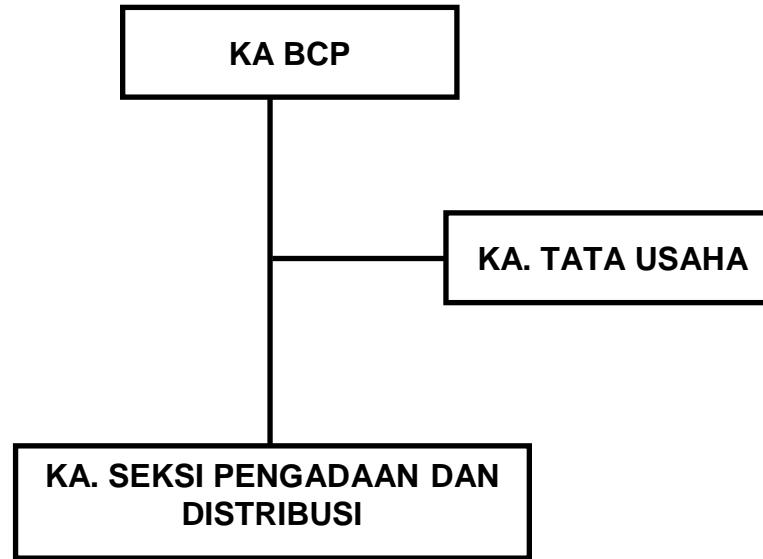 KA BCP
KA. TATA USAHA
KA. SEKSI PENGADAAN DAN
DISTRIBUSI